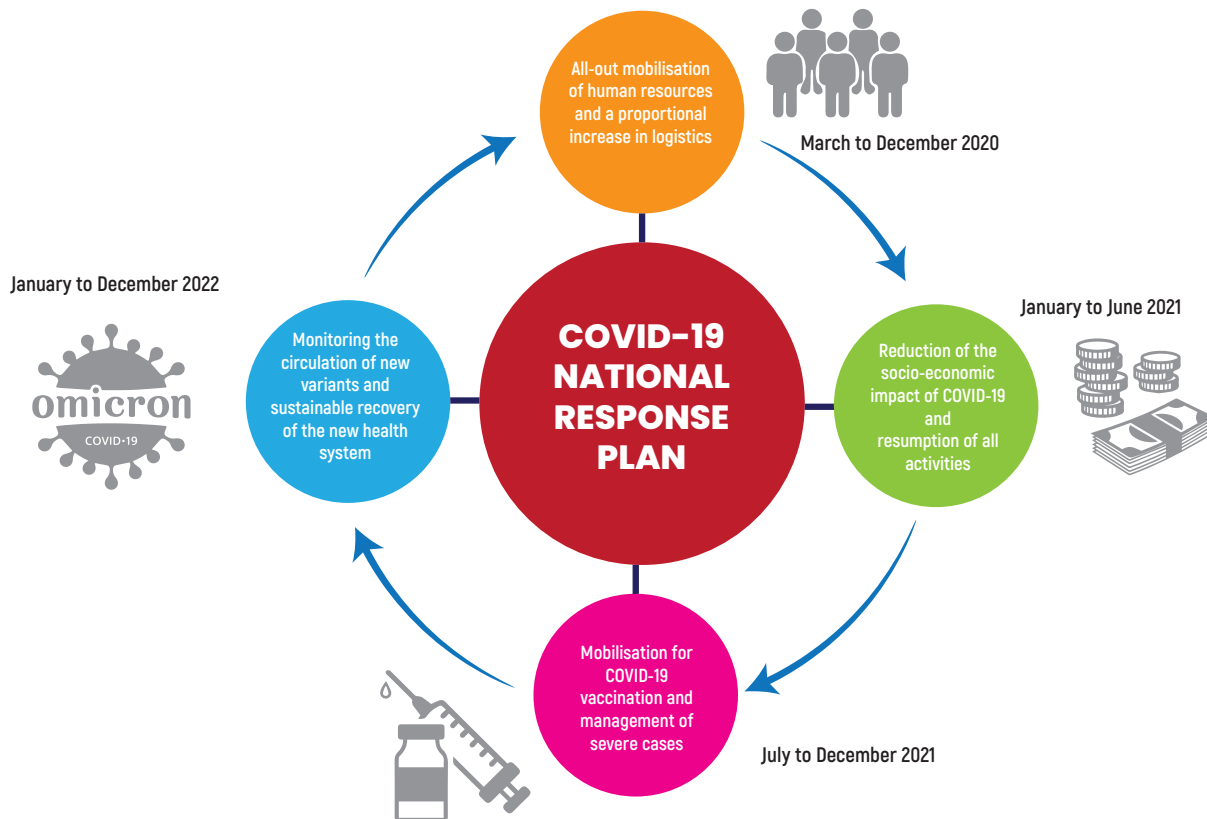 All-out mobilisation
of human resources
and a proportional
increase in logistics
March to December 2020
January to December 2022
omicron
COVID-19
Monitoring the
circulation of new
variants and
sustainable recovery
of the new health
system
COVID-19
NATIONAL
RESPONSE
PLAN
January to June 2021
Reduction of the
socio-economic
impact of COVID-19
and
resumption of all
activities
Mobilisation for
COVID-19
vaccination and
management of
severe cases
July to December 2021